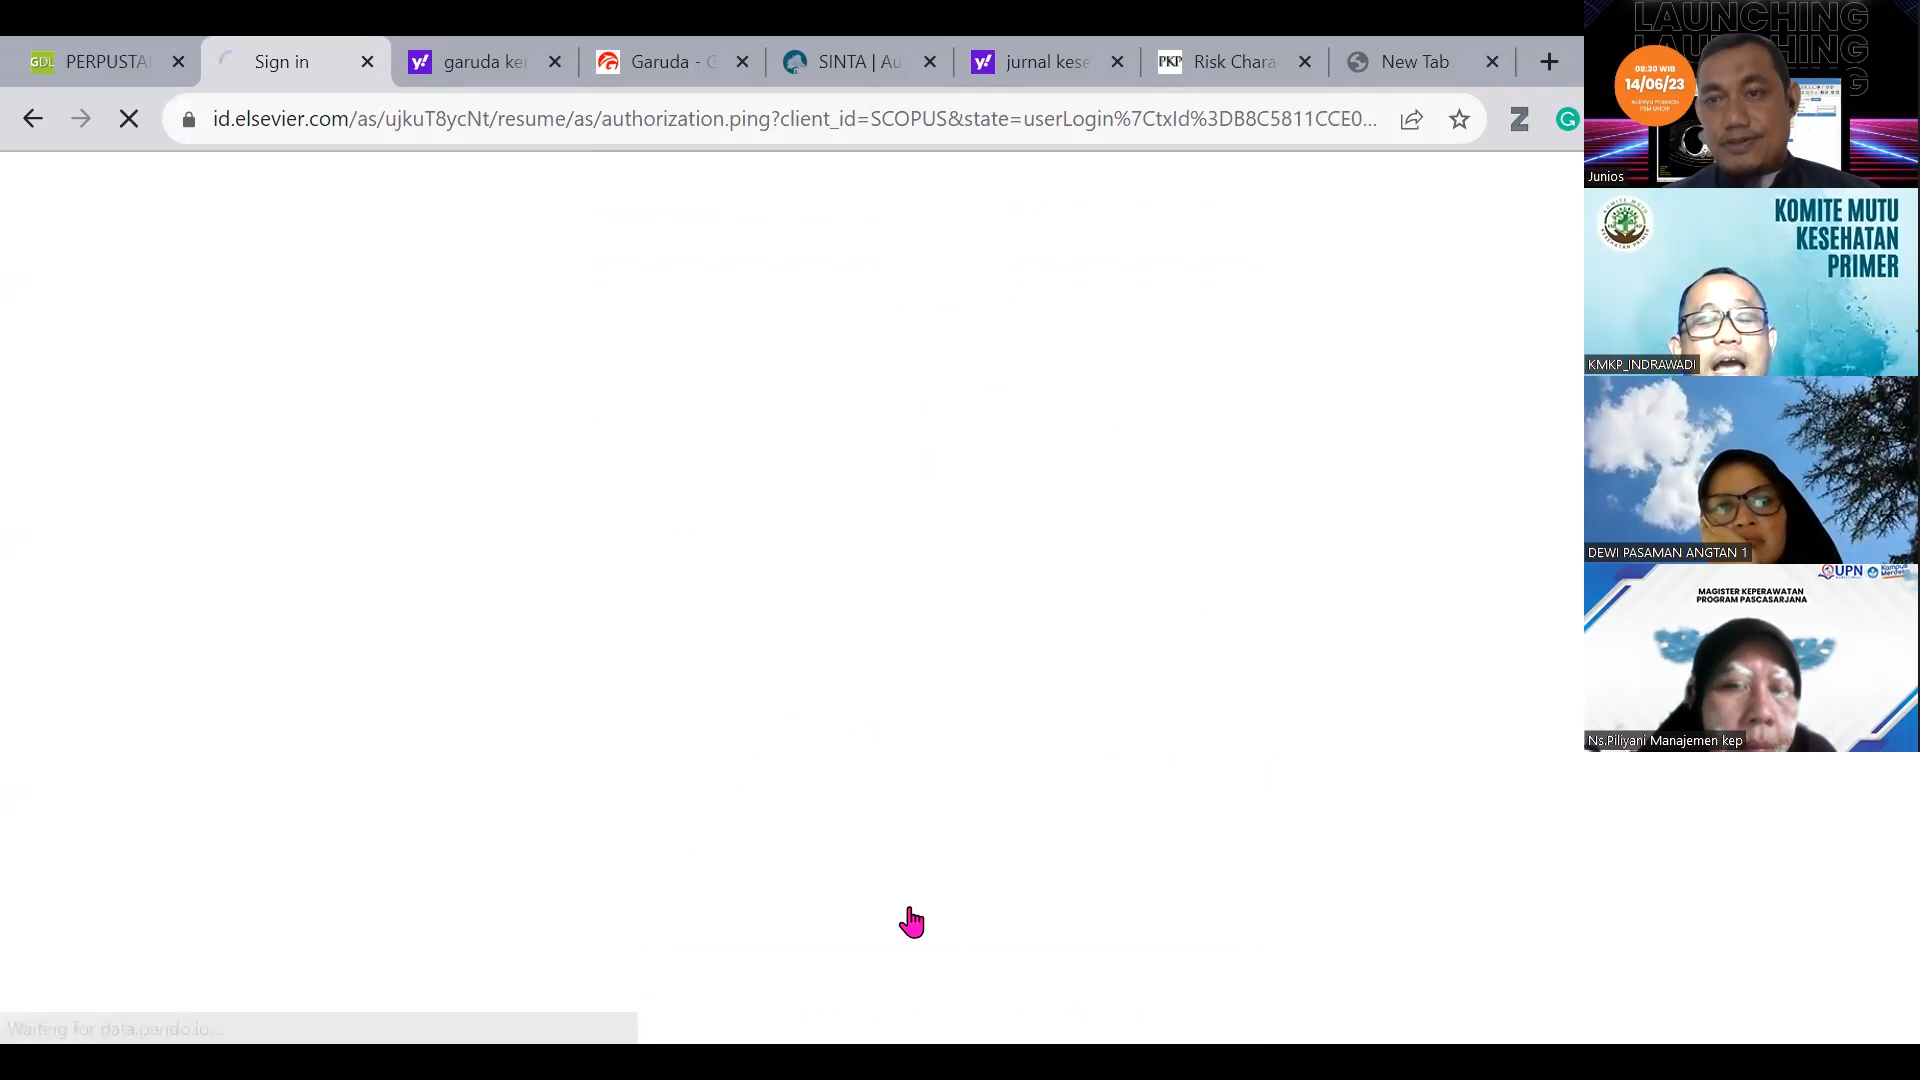 GDL PERPUSTA
Sign in
garuda ke
Garuda - G
SINTA | Au
jurnal kese
PKP Risk Chara
New Tab
id.elsevier.com/as/ujkuT8ycNt/resume/as/authorization.ping?client_id=SCOPUS&state=userLogin%7CtxId%3DB8C5811CCE0...
Waiting for data.pendo.io...
LAUNCHING
08:30 WIB
14/06/23
Junios
KOMITE MUTU
KESEHATAN
PRIMER
KMKP_INDRAWADI
DEWI PASAMAN ANGTAN 1
UPN
MAGISTER KEPERAWATAN
PROGRAM PASCASARJANA
Ns.Piliyani Manajemen kep